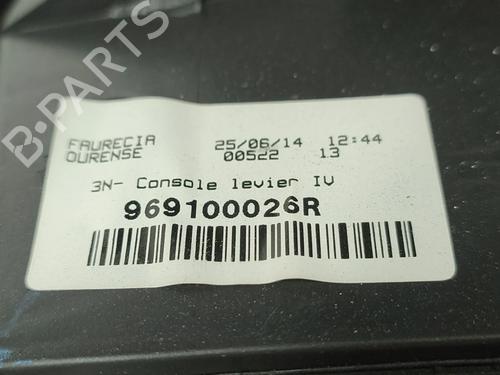 B-PARTS
FAURECIA 25/06/14 12:44
OURENSE 00522 13
3N- Console levier IV
969100026R